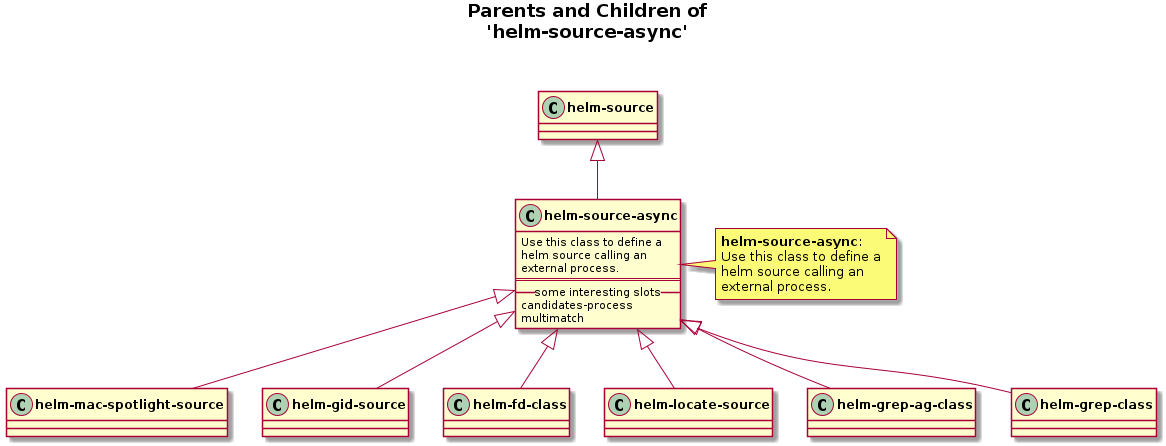 Parents and Children of
'helm-source-async'
C helm-source
C helm-source-async
Use this class to define a
helm source calling an
external process.
some interesting slots
candidates-process
multimatch
helm-source-async:
Use this class to define a
helm source calling an
external process.
C helm-mac-spotlight-source
C helm-gid-source
C helm-fd-class
C helm-locate-source
C helm-grep-ag-class
C helm-grep-class